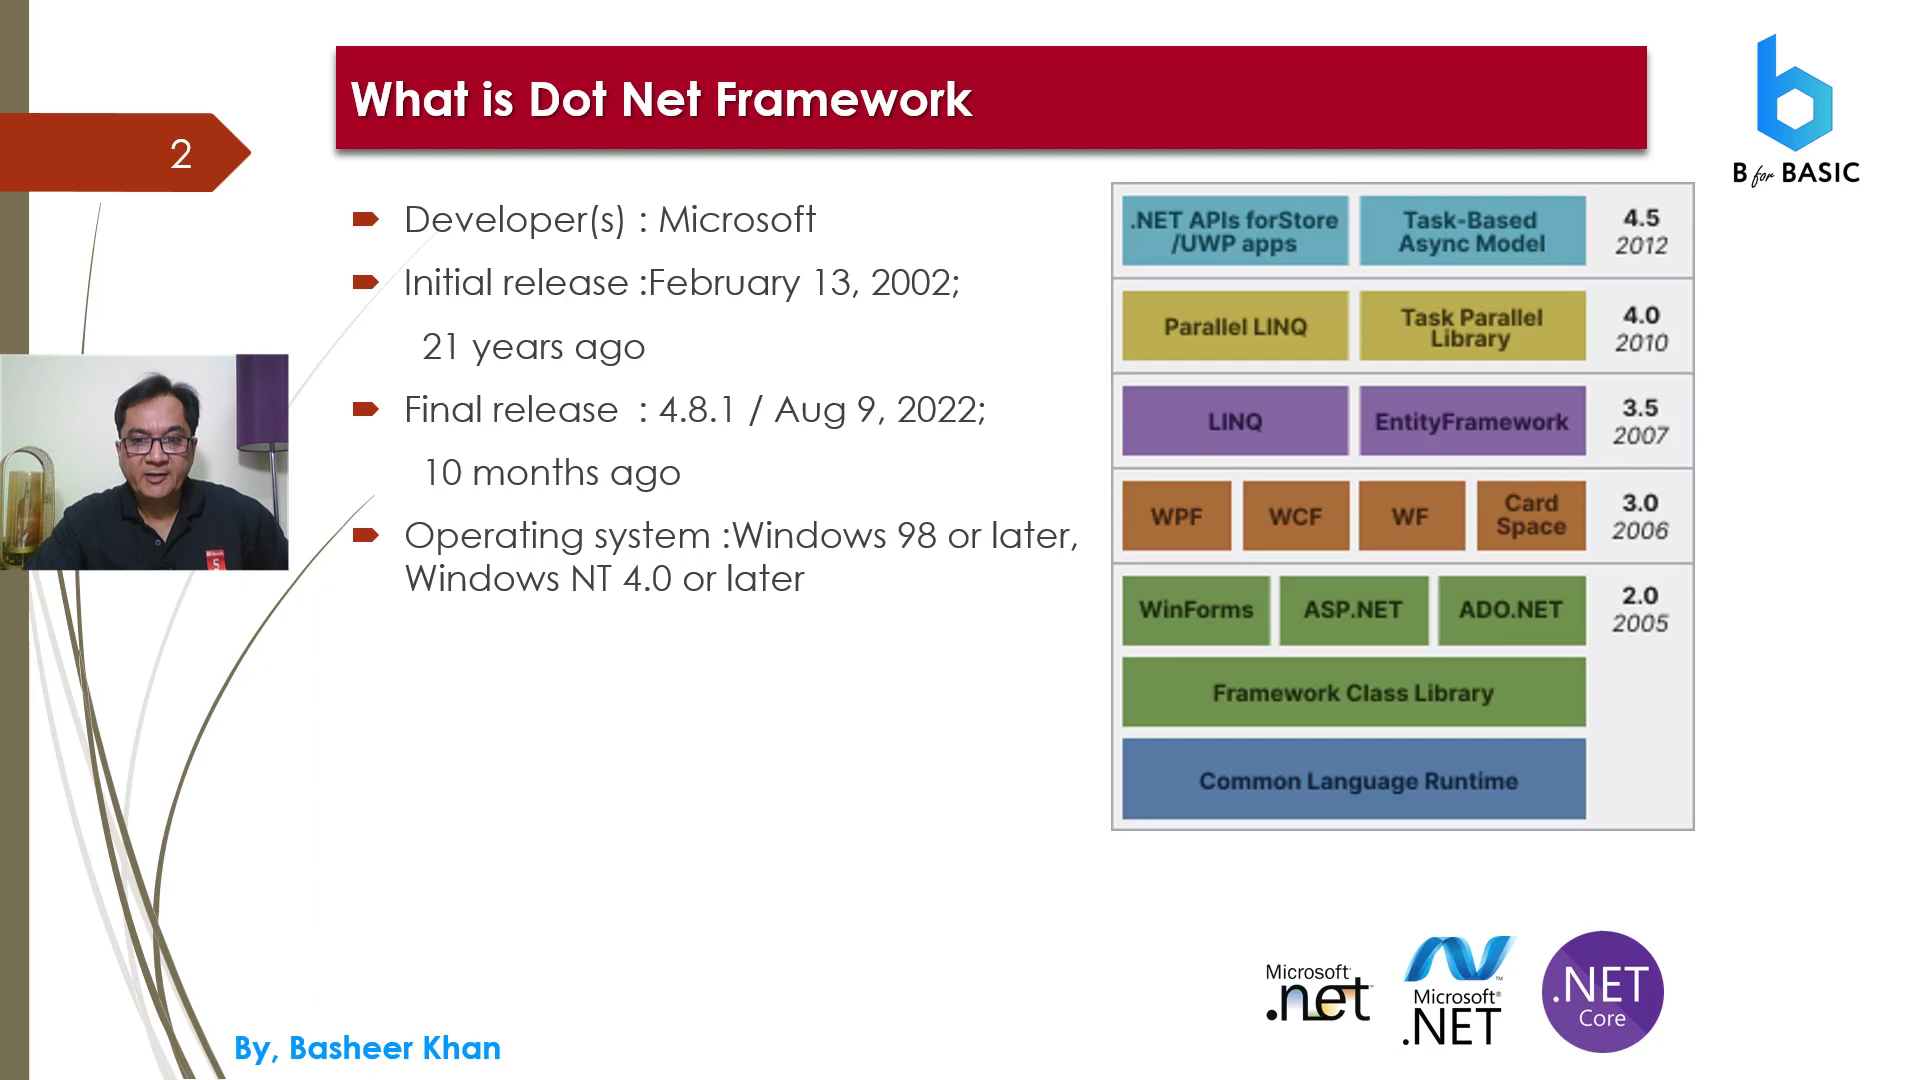 What is Dot Net Framework
B for BASIC
2
Developer(s) : Microsoft
Initial release :February 13, 2002;
21 years ago
Final release : 4.8.1 / Aug 9, 2022;
10 months ago
Operating system :Windows 98 or later,
Windows NT 4.0 or later
.NET APIs forStore
/UWP apps
Task-Based
Async Model
4.5
2012
Parallel LINQ
Task Parallel
Library
4.0
2010
LINQ
EntityFramework
3.5
2007
WPF
WCF
WF
Card
Space
3.0
2006
WinForms
ASP.NET
ADO.NET
2.0
2005
Framework Class Library
Common Language Runtime
Microsoft
.net
Microsoft®
.NET
.NET
Core
By, Basheer Khan